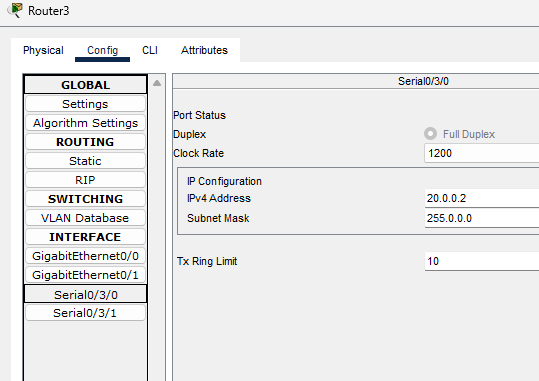 Router3
Physical Config CLI Attributes
GLOBAL
Settings
Algorithm Settings
ROUTING
Static
RIP
SWITCHING
VLAN Database
INTERFACE
GigabitEthernet0/0
GigabitEthernet0/1
Serial0/3/0
Serial0/3/1
Serial0/3/0
Port Status
Duplex Full Duplex
Clock Rate 1200
IP Configuration
IPv4 Address 20.0.0.2
Subnet Mask 255.0.0.0
Tx Ring Limit 10